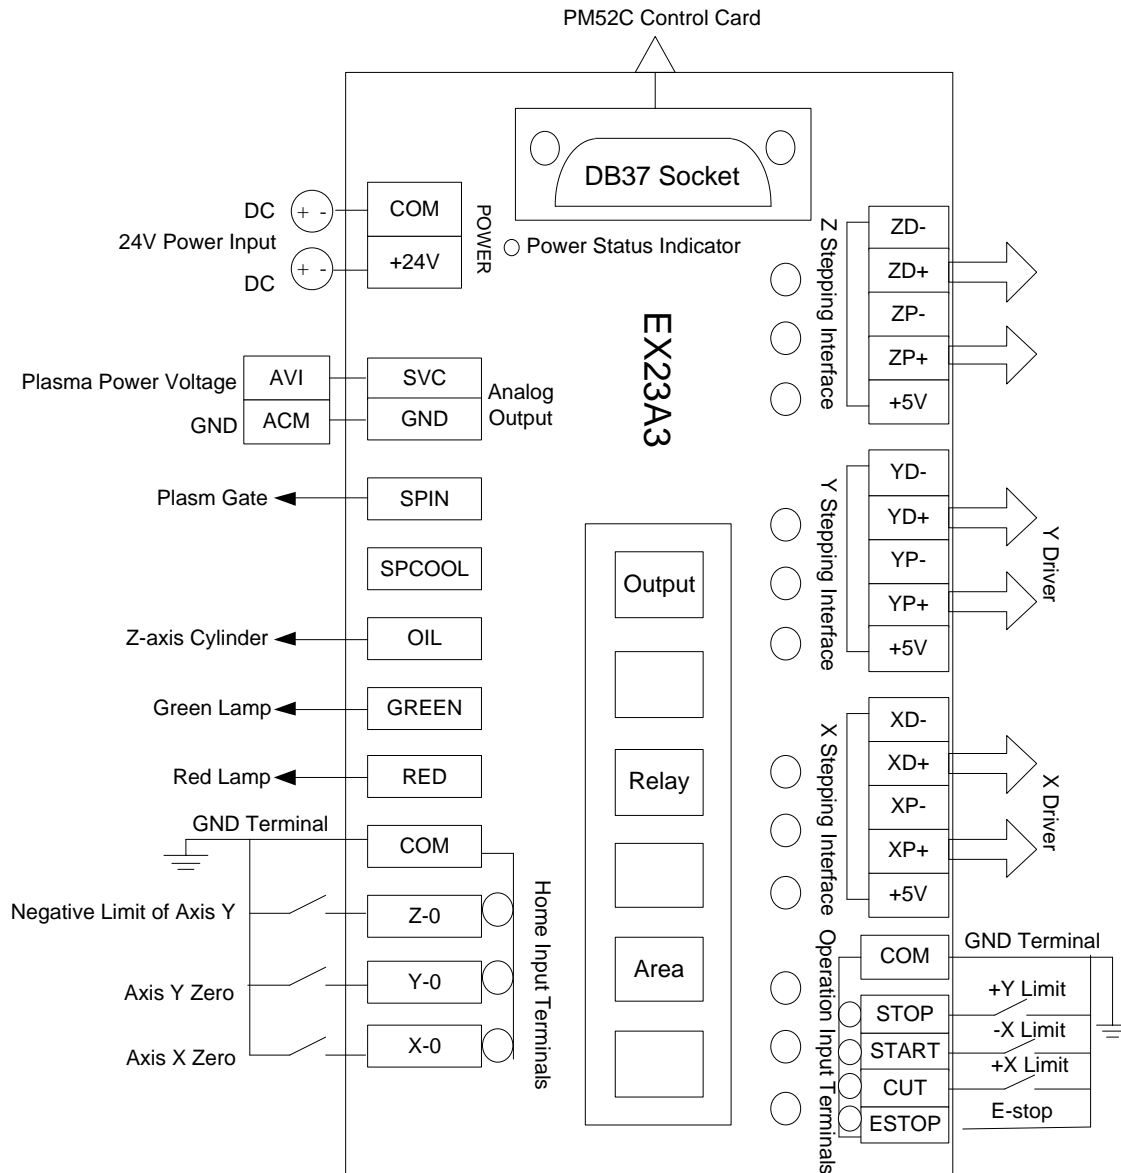 PM52C Control Card
DB37 Socket
DC
+ -
COM
24V Power Input
DC
+ -
+24V
POWER
Power Status Indicator
EX23A3
Plasma Power Voltage
AVI
SVC
GND
ACM
GND
Analog
Output
Plasm Gate
SPIN
SPCOOL
Z-axis Cylinder
OIL
Green Lamp
GREEN
Red Lamp
RED
GND Terminal
COM
Negative Limit of Axis Y
Z-0
Axis Y Zero
Y-0
Axis X Zero
X-0
Home Input Terminals
Output
Relay
Area
Z Stepping Interface
ZD-
ZD+
ZP-
ZP+
+5V
Y Stepping Interface
YD-
YD+
YP-
YP+
+5V
Y Driver
X Stepping Interface
XD-
XD+
XP-
XP+
+5V
X Driver
Operation Input Terminals
COM
GND Terminal
STOP
+Y Limit
START
-X Limit
CUT
+X Limit
ESTOP
E-stop